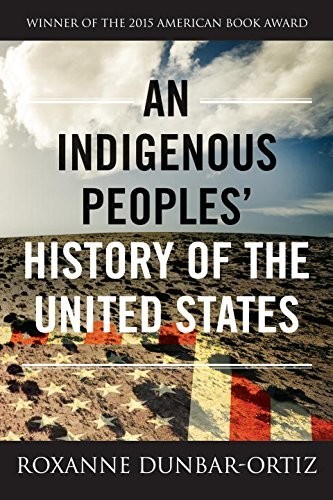 WINNER OF THE 2015 AMERICAN BOOK AWARD
AN
INDIGENOUS
PEOPLES'
HISTORY OF THE
UNITED STATES
ROXANNE DUNBAR-ORTIZ